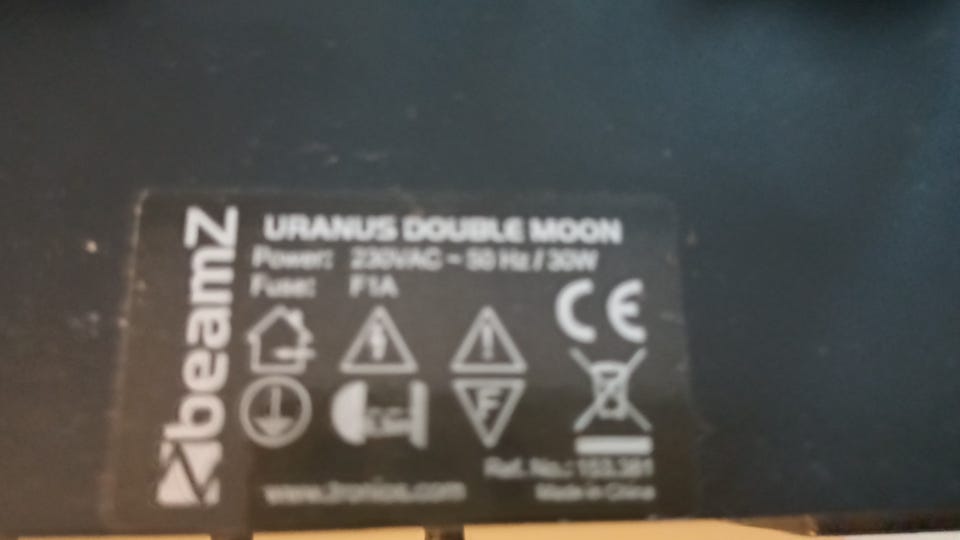 beamZ
URANUS DOUBLE MOON
Power: 230VAC ~ 50 Hz / 30W
Fuse: F1A
CE
F
Ref. No.: 153.381
www.tronios.com
Made in China